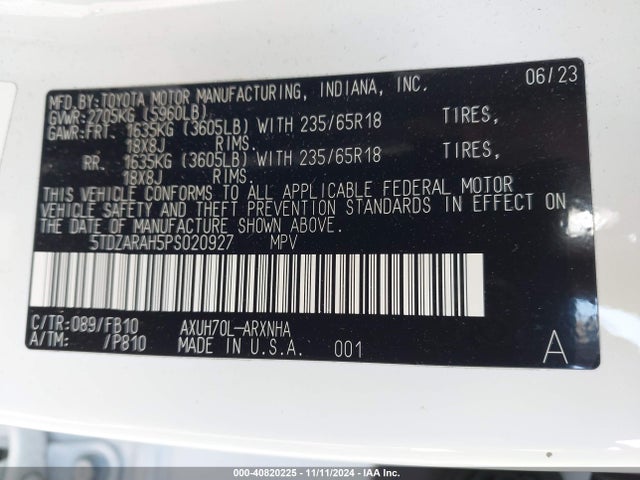 MFD.BY:TOYOTA MOTOR MANUFACTURING, INDIANA, INC. 06/23
GVWR:2705KG (5960LB)
GAWR:FRT. 1635KG (3605LB) WITH 235/65R18 TIRES,
18X8J RIMS.
RR. 1635KG (3605LB) WITH 235/65R18 TIRES,
18X8J RIMS.
THIS VEHICLE CONFORMS TO ALL APPLICABLE FEDERAL MOTOR
VEHICLE SAFETY AND THEFT PREVENTION STANDARDS IN EFFECT ON
THE DATE OF MANUFACTURE SHOWN ABOVE.
5TDZARAH5PS020927 MPV
C/TR:089/FB10 AXUH70L-ARXNHA
A/TM: /P810 MADE IN U.S.A. 001 A
000-40820225 - 11/11/2024 - IAAI.COM